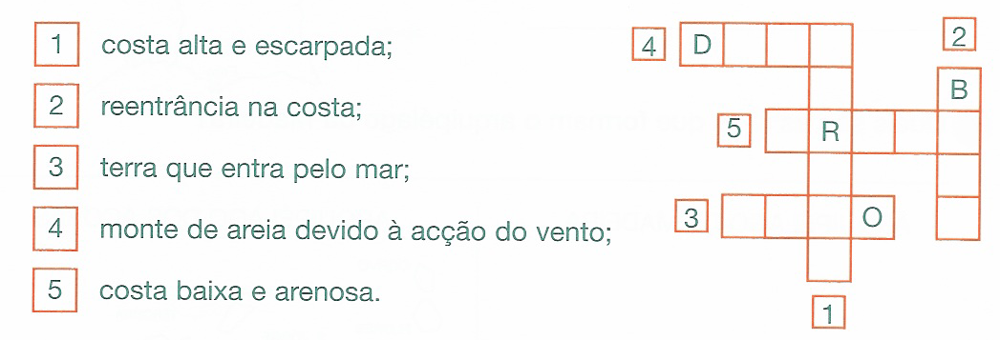 1 costa alta e escarpada;
2 reentrância na costa;
3 terra que entra pelo mar;
4 monte de areia devido à acção do vento;
5 costa baixa e arenosa.
4 D 2
B
5 R
3 O
1